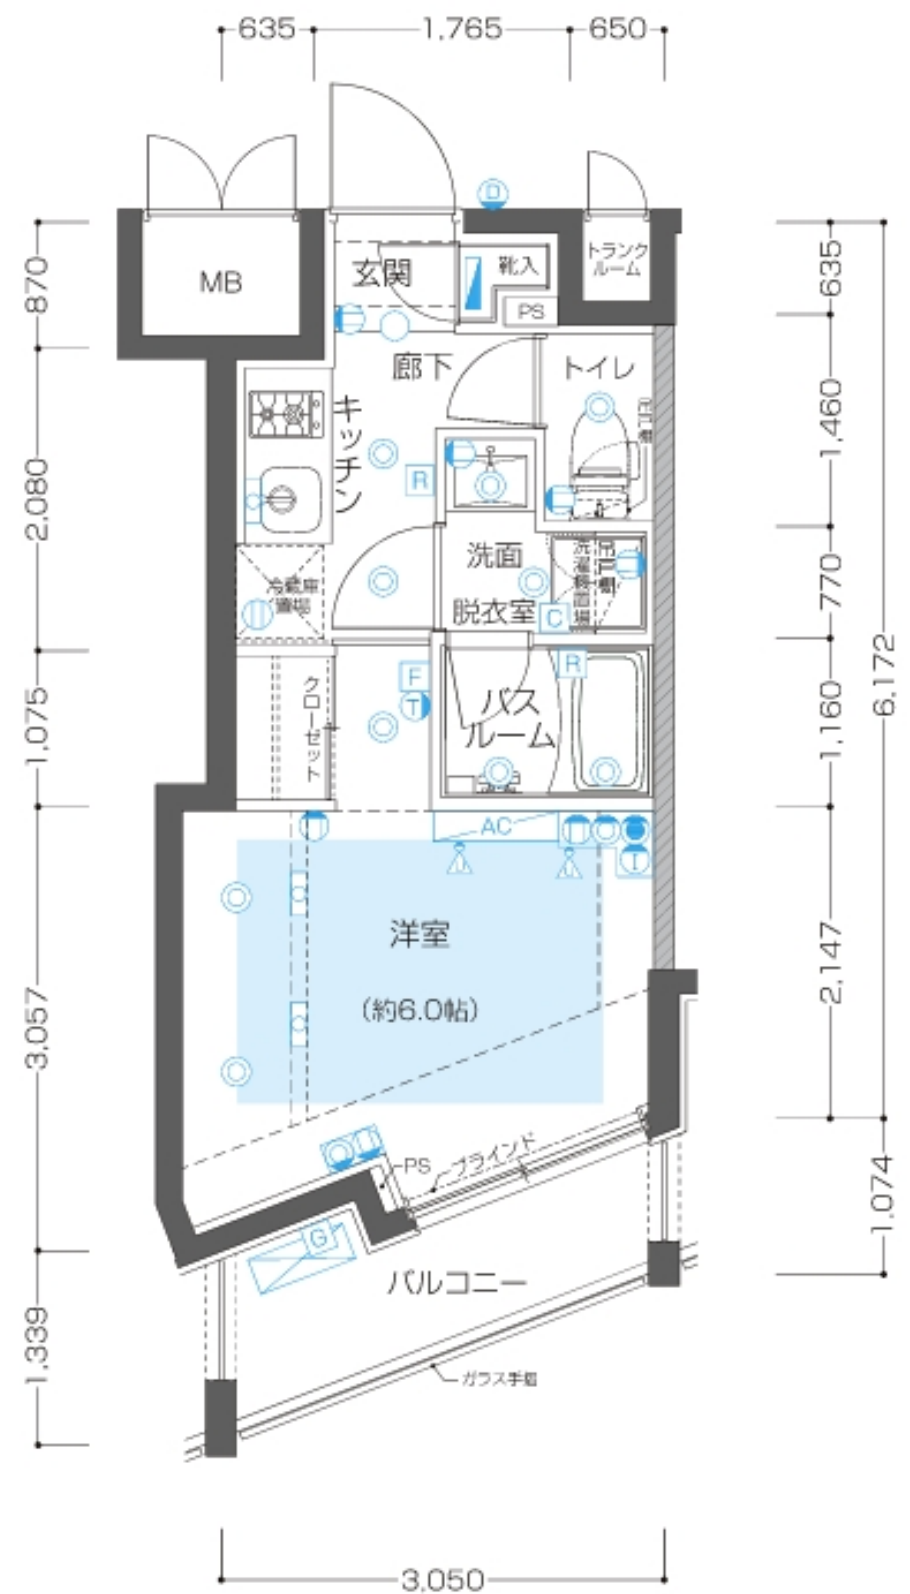 635
1,765
650
D
MB
玄関
靴入
トランク
ルーム
PS
870
635
廊下
トイレ
キッチン
R
1,460
2,080
洗面
脱衣室
C
洗濯機置場
吊戸棚
冷蔵庫
置場
770
6,172
クローゼット
F
T
R
バス
ルーム
1,075
1,160
AC
T
洋室
(約6.0帖)
2,147
3,057
PS
ブラインド
G
バルコニー
1,074
1,339
ガラス手摺
3,050